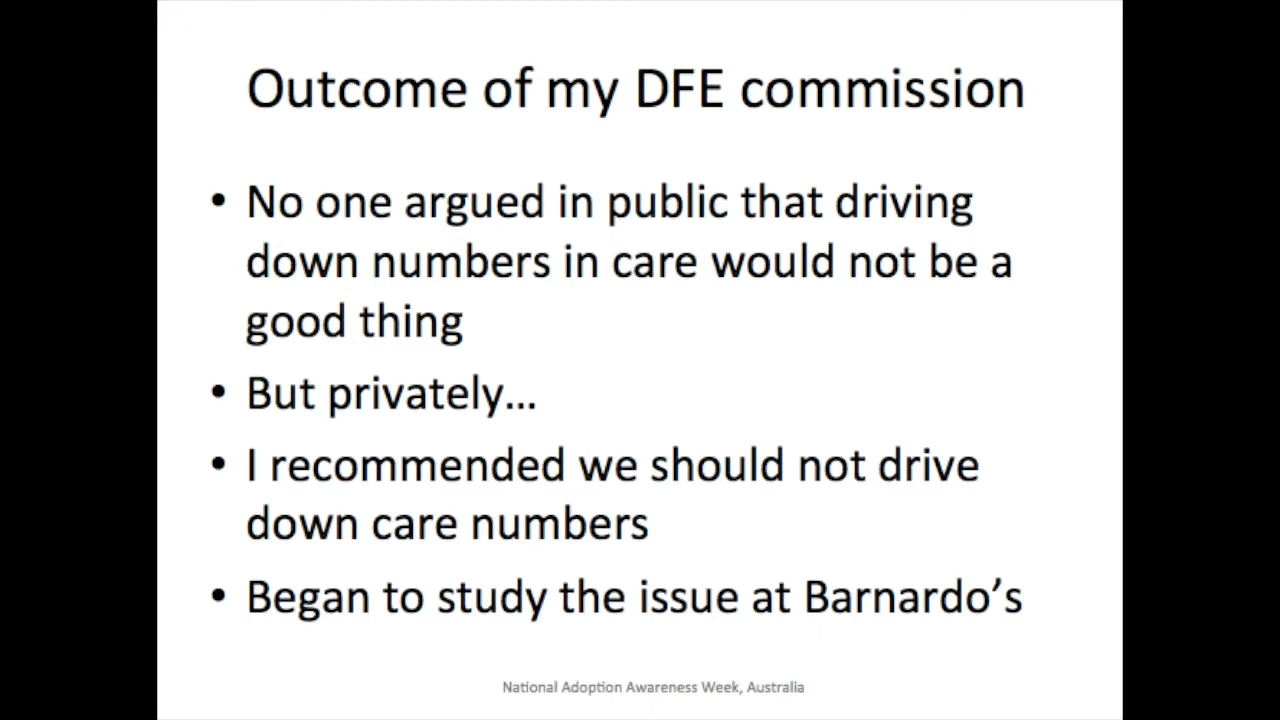 Outcome of my DFE commission
• No one argued in public that driving
down numbers in care would not be a
good thing
• But privately...
• I recommended we should not drive
down care numbers
• Began to study the issue at Barnardo’s
National Adoption Awareness Week, Australia